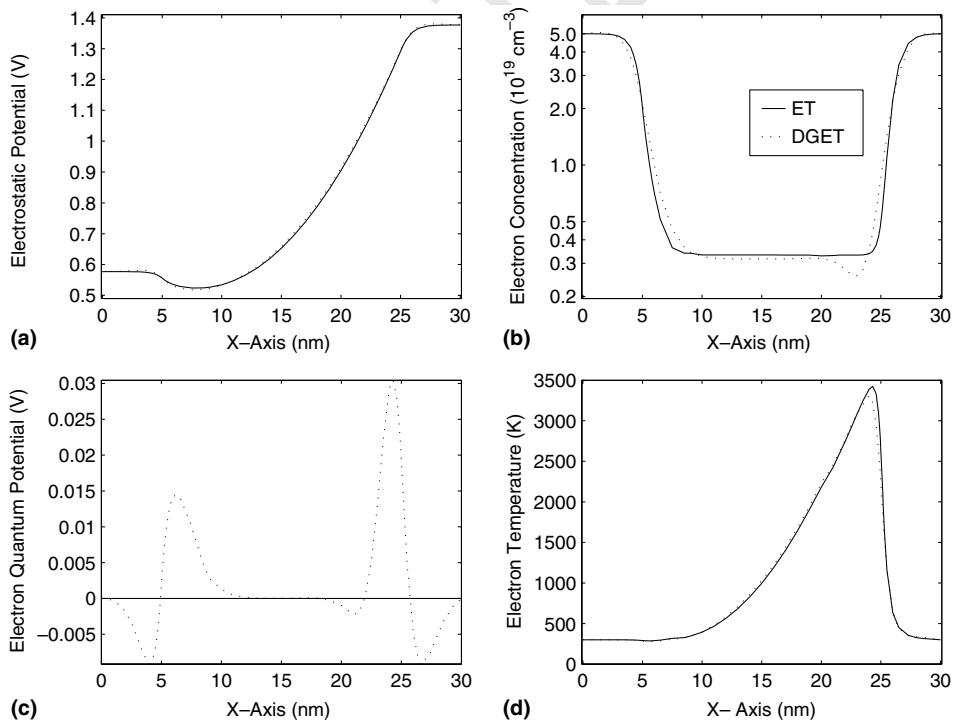 Electrostatic Potential (V)
1.4
1.3
1.2
1
0.9
0.8
0.7
0.6
0.5
0 5 10 15 20 25 30
X–Axis (nm)
(a)
Electron Concentration (10^19 cm^−3)
5.0
4.0
3.0
2.0
1.0
0.5
0.4
0.3
0.2
ET
DGET
0 5 10 15 20 25 30
X–Axis (nm)
(b)
Electron Quantum Potential (V)
0.03
0.025
0.02
0.015
0.01
0.005
0
−0.005
0 5 10 15 20 25 30
X–Axis (nm)
(c)
Electron Temperature (K)
3500
3000
2500
2000
1500
1000
500
0
0 5 10 15 20 25 30
X– Axis (nm)
(d)